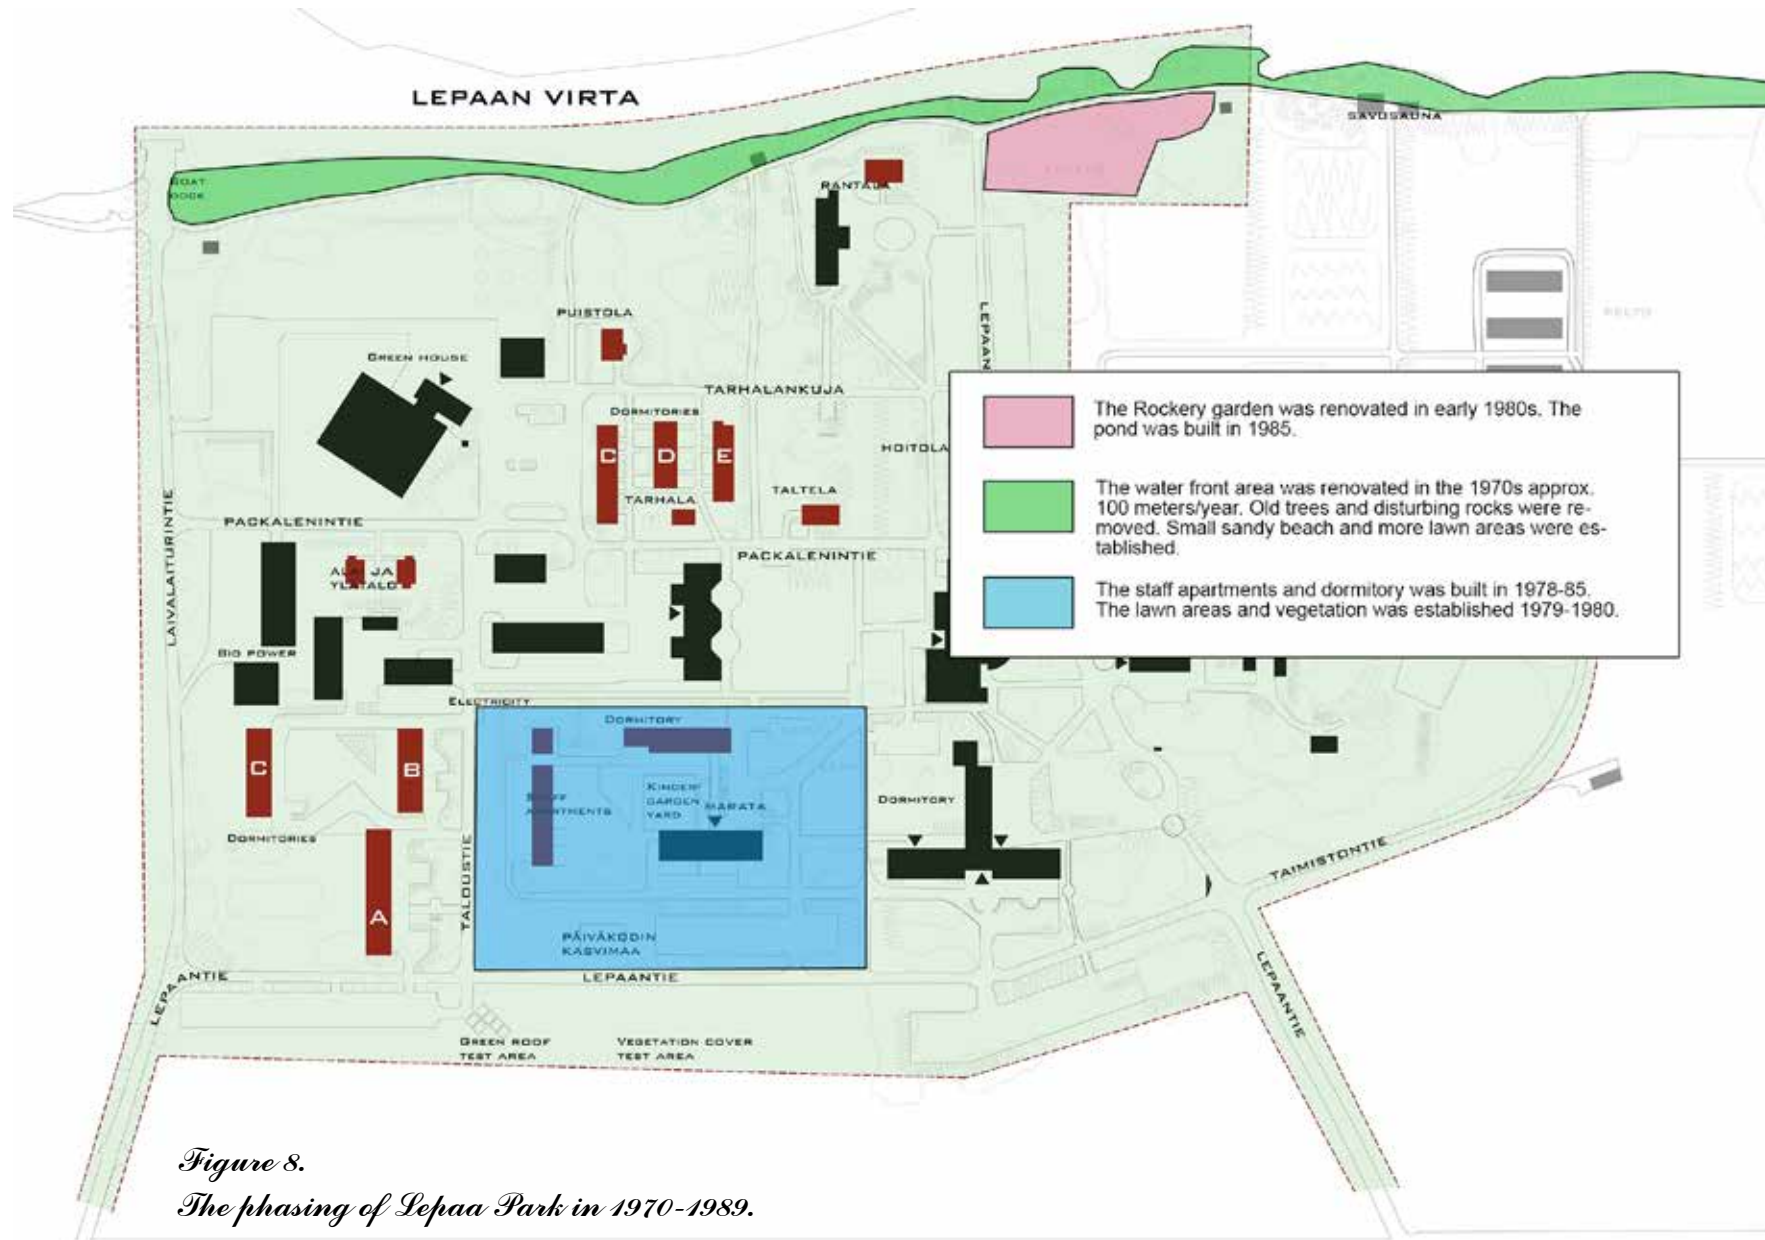 LEPAAN VIRTA
SAVUSAUNA
BOAT
DOCK
RANTALA
PUISTOLA
LEPAAN
PELTO
GREEN HOUSE
TARHALANKUJA
DORMITORIES
C
D
E
HOITOLA
TARHALA
TALTELA
The Rockery garden was renovated in early 1980s. The
pond was built in 1985.
The water front area was renovated in the 1970s approx.
100 meters/year. Old trees and disturbing rocks were re-
moved. Small sandy beach and more lawn areas were es-
tablished.
The staff apartments and dormitory was built in 1978-85.
The lawn areas and vegetation was established 1979-1980.
LAIVALAITURINTIE
PACKALENINTIE
PACKALENINTIE
ALA JA
YLÄTALO
BIO POWER
ELECTRICITY
DORMITORY
C
B
STAFF
APARTMENTS
KINDER
GARDEN
YARD
MARATA
DORMITORY
DORMITORIES
TALOUSTIE
A
TAIMISTONTIE
PÄIVÄKODIN
KASVIMAA
LEPAANTIE
LEPAANTIE
LEPAANTIE
GREEN ROOF
TEST AREA
VEGETATION COVER
TEST AREA
Figure 8.
The phasing of Lepaa Park in 1970-1989.